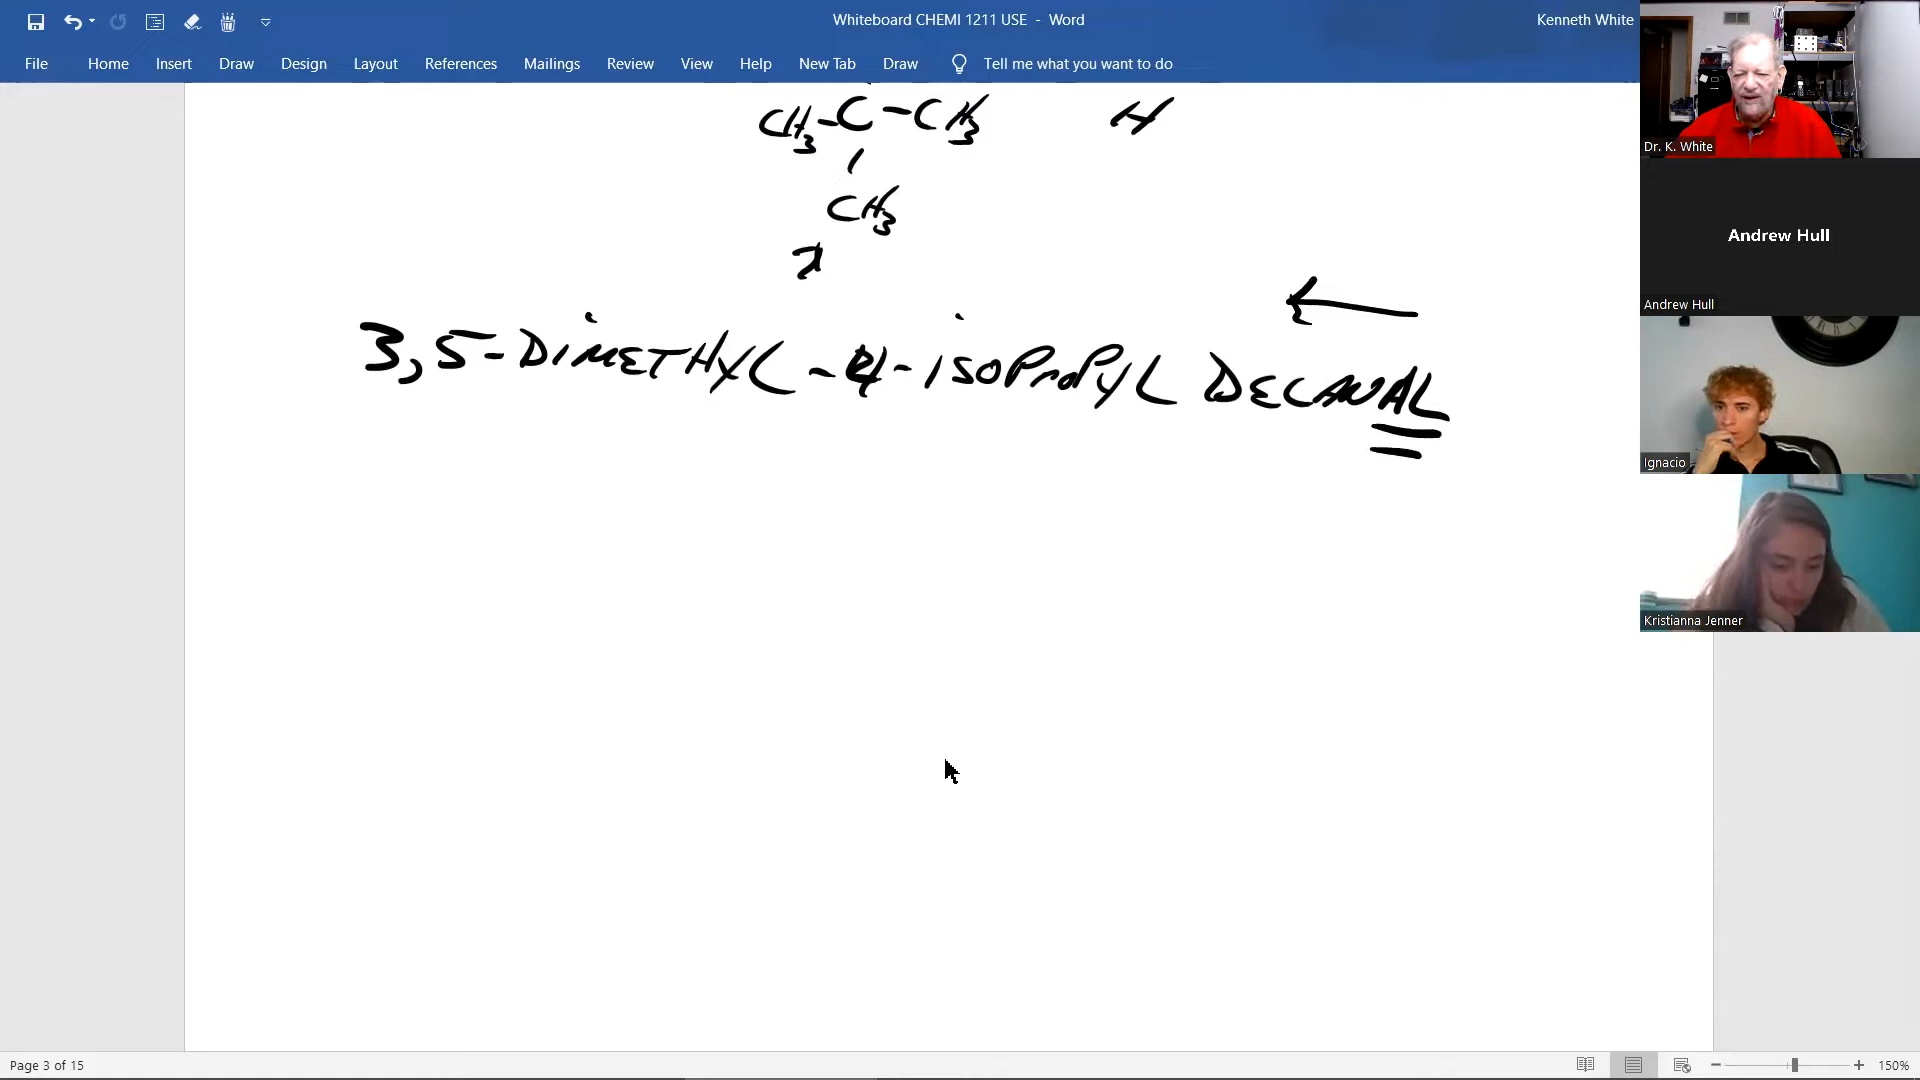 Whiteboard CHEMI 1211 USE - Word
Kenneth White
File Home Insert Draw Design Layout References Mailings Review View Help New Tab Draw Tell me what you want to do
CH3-C-CH3 H
CH3
3,5-DiMETHYL-4-isoPropyL DECANAL
Dr. K. White
Andrew Hull
Andrew Hull
Ignacio
Kristianna Jenner
Page 3 of 15
150%